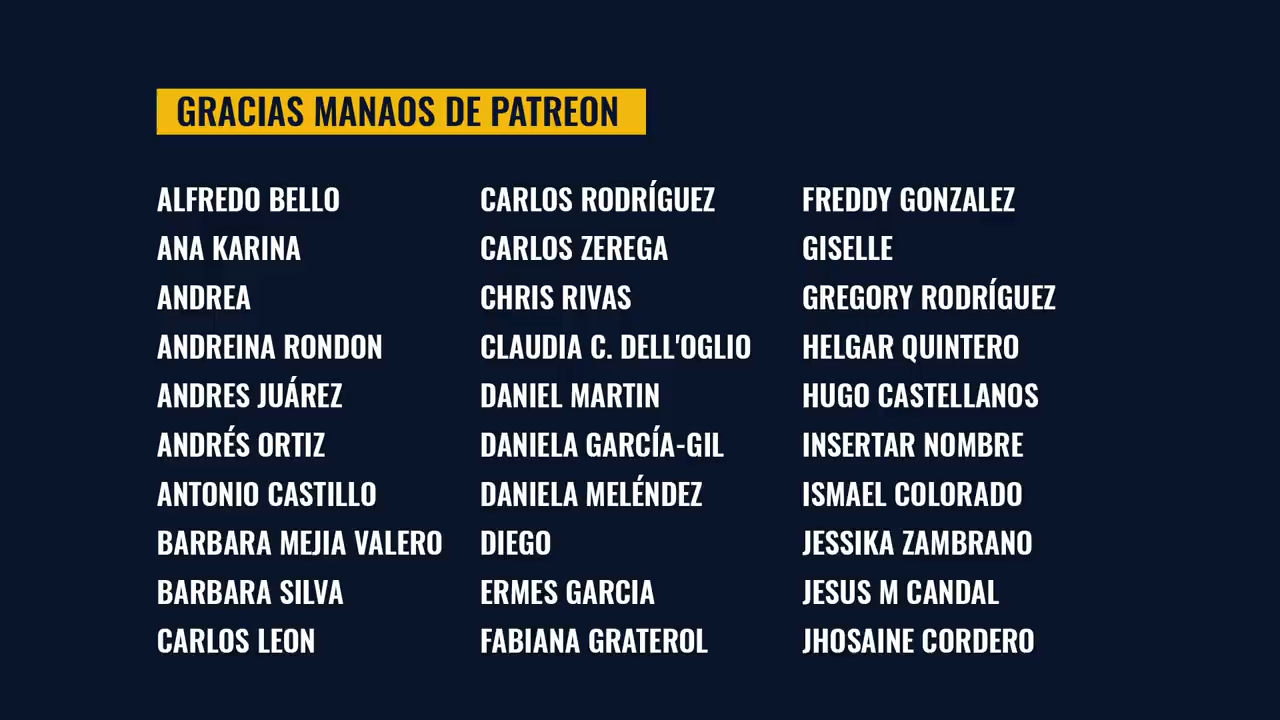 GRACIAS MANAOS DE PATREON
ALFREDO BELLO
ANA KARINA
ANDREA
ANDREINA RONDON
ANDRES JUÁREZ
ANDRÉS ORTIZ
ANTONIO CASTILLO
BARBARA MEJIA VALERO
BARBARA SILVA
CARLOS LEON
CARLOS RODRÍGUEZ
CARLOS ZEREGA
CHRIS RIVAS
CLAUDIA C. DELL'OGLIO
DANIEL MARTIN
DANIELA GARCÍA-GIL
DANIELA MELÉNDEZ
DIEGO
ERMES GARCIA
FABIANA GRATEROL
FREDDY GONZALEZ
GISELLE
GREGORY RODRÍGUEZ
HELGAR QUINTERO
HUGO CASTELLANOS
INSERTAR NOMBRE
ISMAEL COLORADO
JESSIKA ZAMBRANO
JESUS M CANDAL
JHOSAINE CORDERO